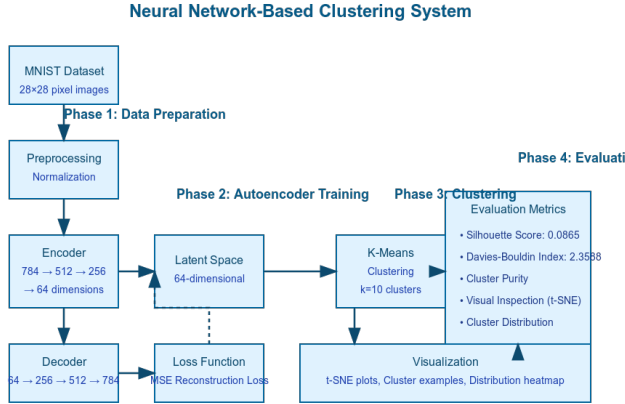 Neural Network-Based Clustering System
MNIST Dataset
28×28 pixel images
Phase 1: Data Preparation
Preprocessing
Normalization
Phase 4: Evaluati
Phase 2: Autoencoder Training
Phase 3: Clustering
Encoder
784 → 512 → 256
→ 64 dimensions
Latent Space
64-dimensional
K-Means
Clustering
k=10 clusters
Evaluation Metrics
• Silhouette Score: 0.0865
• Davies-Bouldin Index: 2.3588
• Cluster Purity
• Visual Inspection (t-SNE)
• Cluster Distribution
Decoder
64 → 256 → 512 → 784
Loss Function
MSE Reconstruction Loss
Visualization
t-SNE plots, Cluster examples, Distribution heatmap